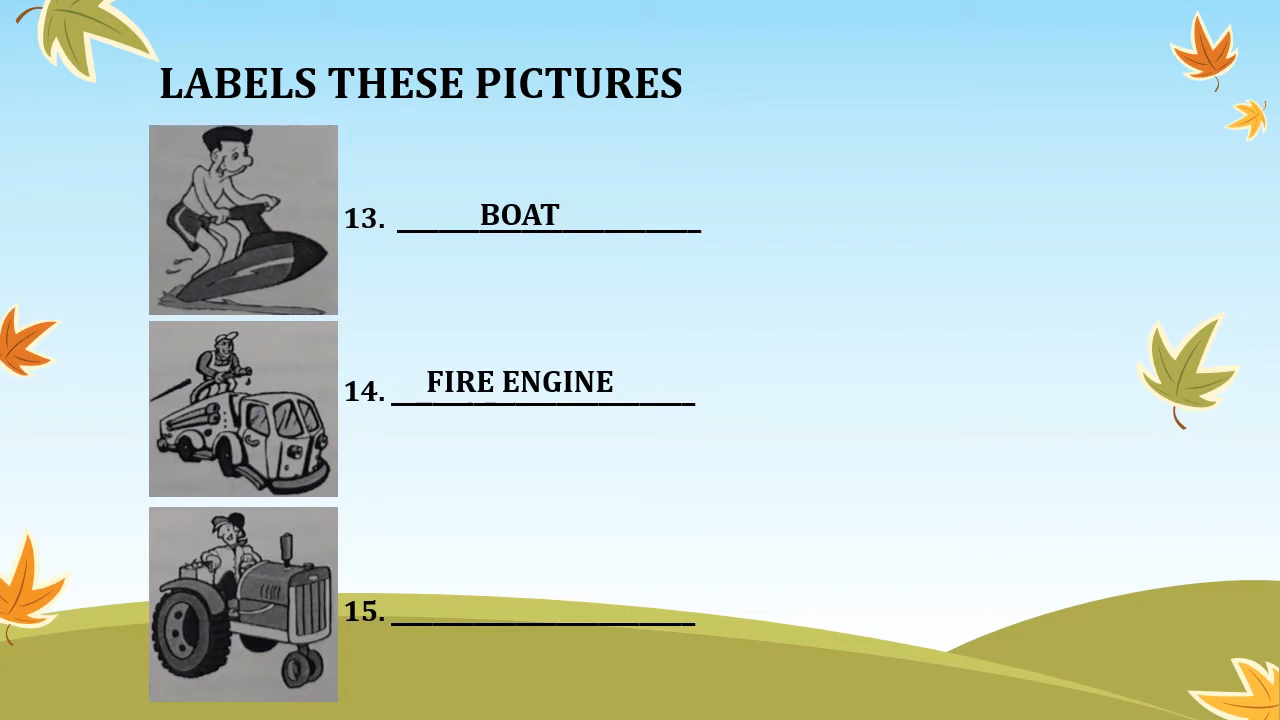 LABELS THESE PICTURES
13. BOAT
14. FIRE ENGINE
15.